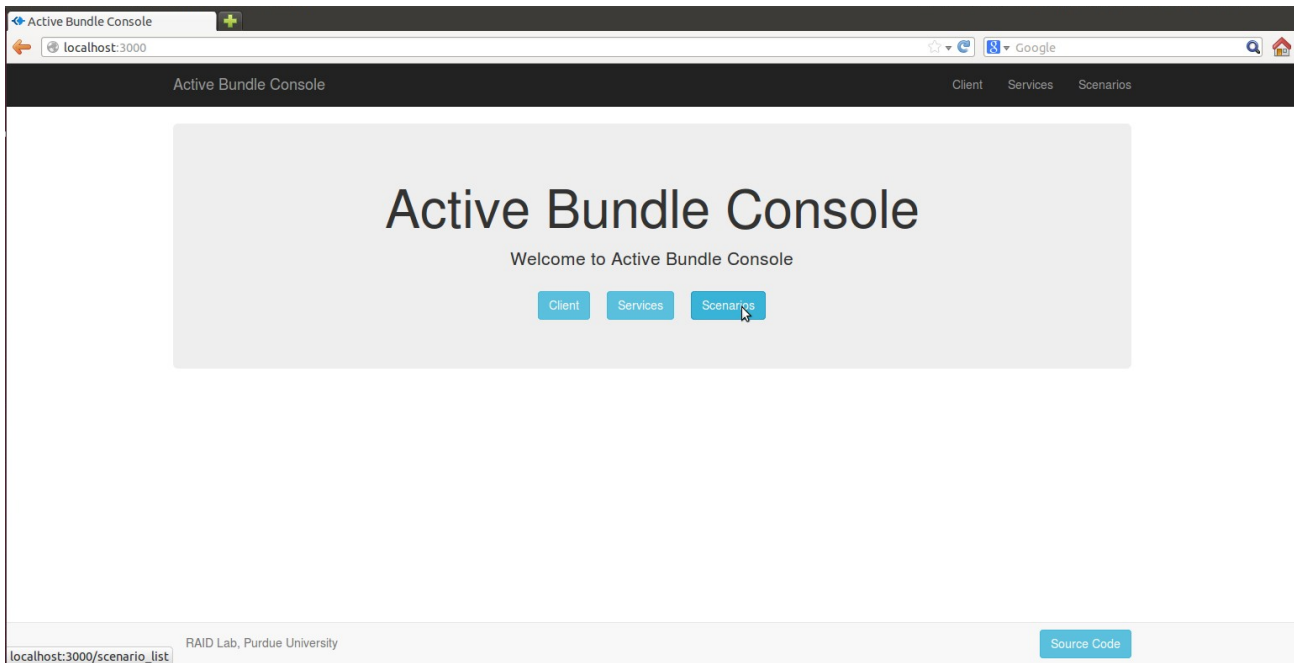 Active Bundle Console
localhost:3000
Google
Active Bundle Console
Client Services Scenarios
Active Bundle Console
Welcome to Active Bundle Console
Client Services Scenarios
RAID Lab, Purdue University
Source Code
localhost:3000/scenario_list